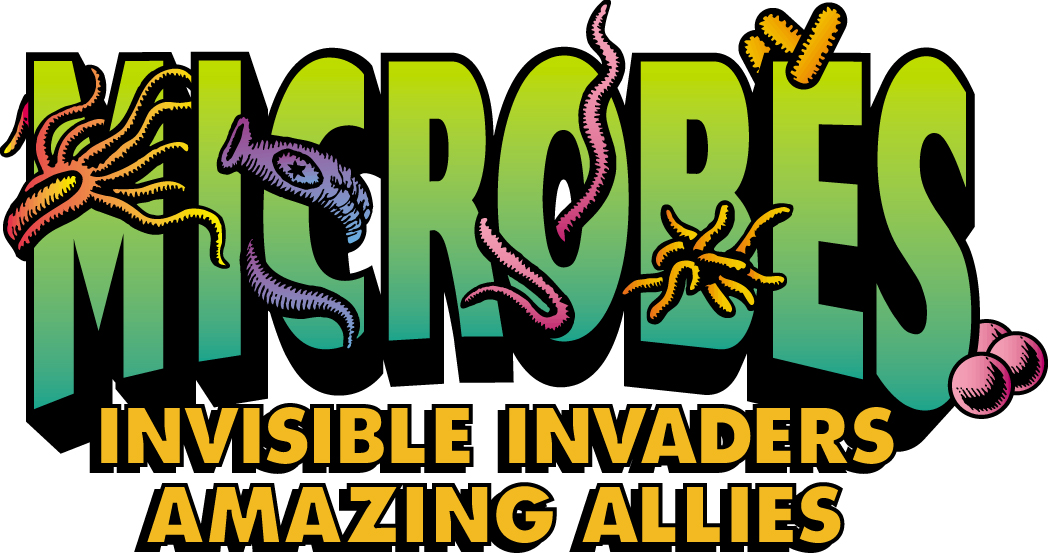 MICROBES
INVISIBLE INVADERS
AMAZING ALLIES